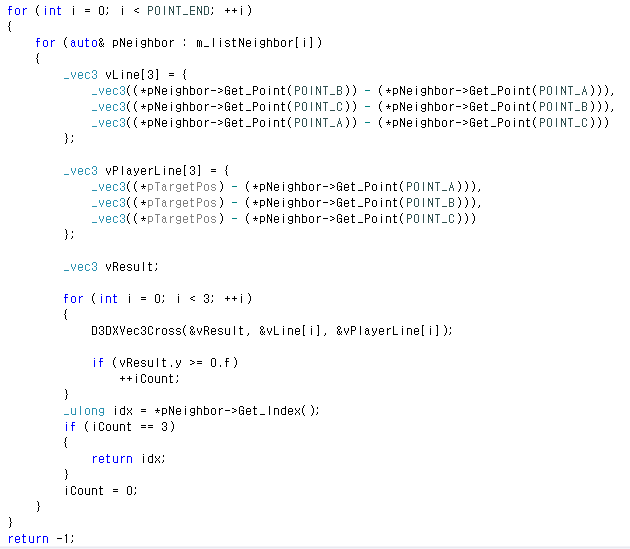 for (int i = 0; i < POINT_END; ++i)
{
    for (auto& pNeighbor : m_listNeighbor[i])
    {
        _vec3 vLine[3] = {
            _vec3((*pNeighbor->Get_Point(POINT_B)) - (*pNeighbor->Get_Point(POINT_A))),
            _vec3((*pNeighbor->Get_Point(POINT_C)) - (*pNeighbor->Get_Point(POINT_B))),
            _vec3((*pNeighbor->Get_Point(POINT_A)) - (*pNeighbor->Get_Point(POINT_C)))
        };

        _vec3 vPlayerLine[3] = {
            _vec3((*pTargetPos) - (*pNeighbor->Get_Point(POINT_A))),
            _vec3((*pTargetPos) - (*pNeighbor->Get_Point(POINT_B))),
            _vec3((*pTargetPos) - (*pNeighbor->Get_Point(POINT_C)))
        };

        _vec3 vResult;

        for (int i = 0; i < 3; ++i)
        {
            D3DXVec3Cross(&vResult, &vLine[i], &vPlayerLine[i]);

            if (vResult.y >= 0.f)
                ++iCount;
        }
        _ulong idx = *pNeighbor->Get_Index();
        if (iCount == 3)
        {
            return idx;
        }
        iCount = 0;
    }
}
return -1;